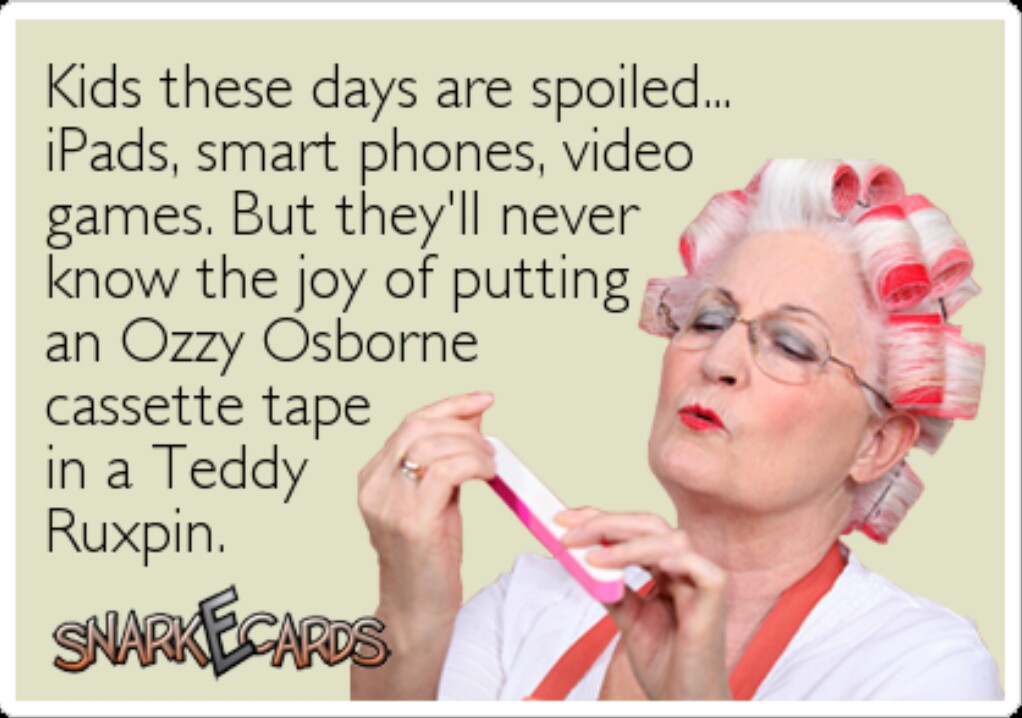 Kids these days are spoiled...
iPads, smart phones, video
games. But they'll never
know the joy of putting
an Ozzy Osborne
cassette tape
in a Teddy
Ruxpin.
SNARKECARDS